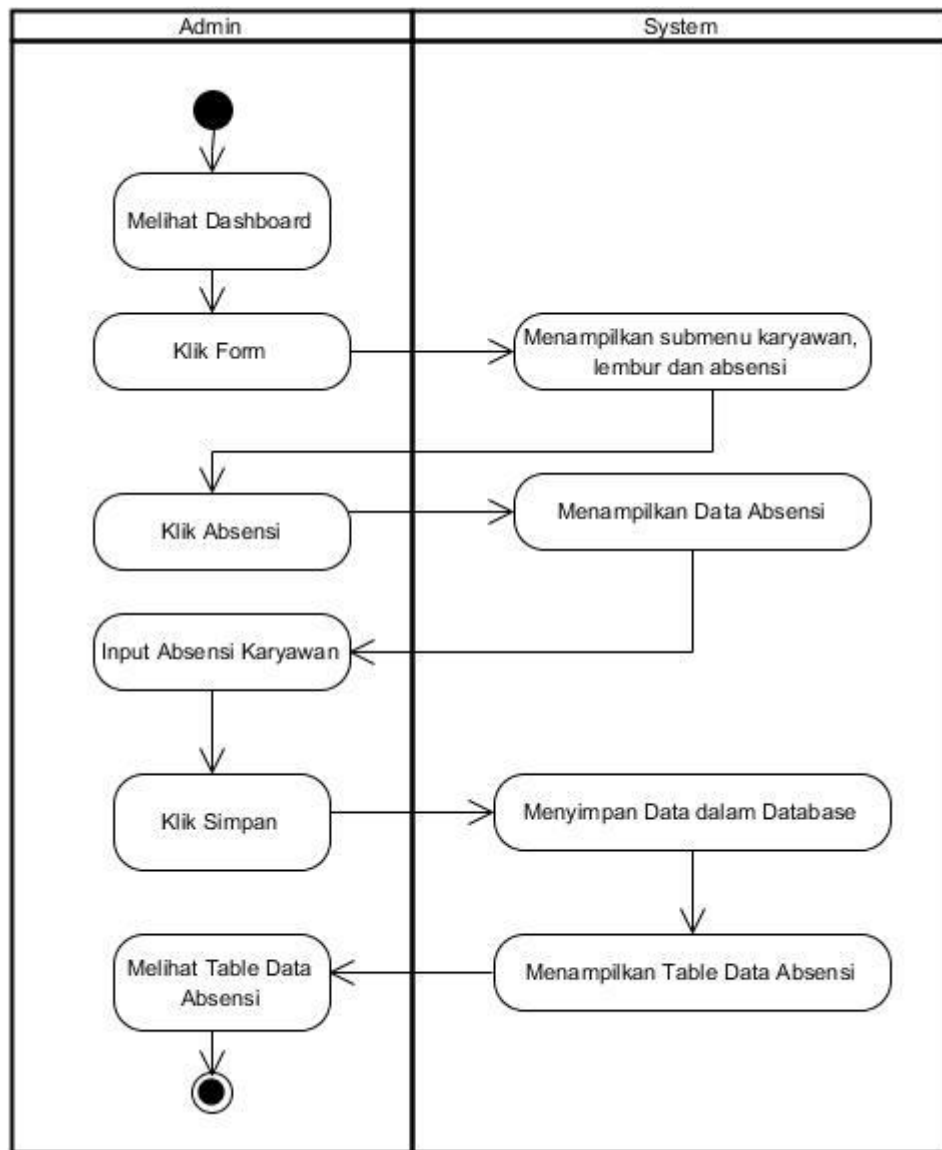 Admin
System
Melihat Dashboard
Klik Form
Menampilkan submenu karyawan,
lembur dan absensi
Klik Absensi
Menampilkan Data Absensi
Input Absensi Karyawan
Klik Simpan
Menyimpan Data dalam Database
Menampilkan Table Data Absensi
Melihat Table Data
Absensi